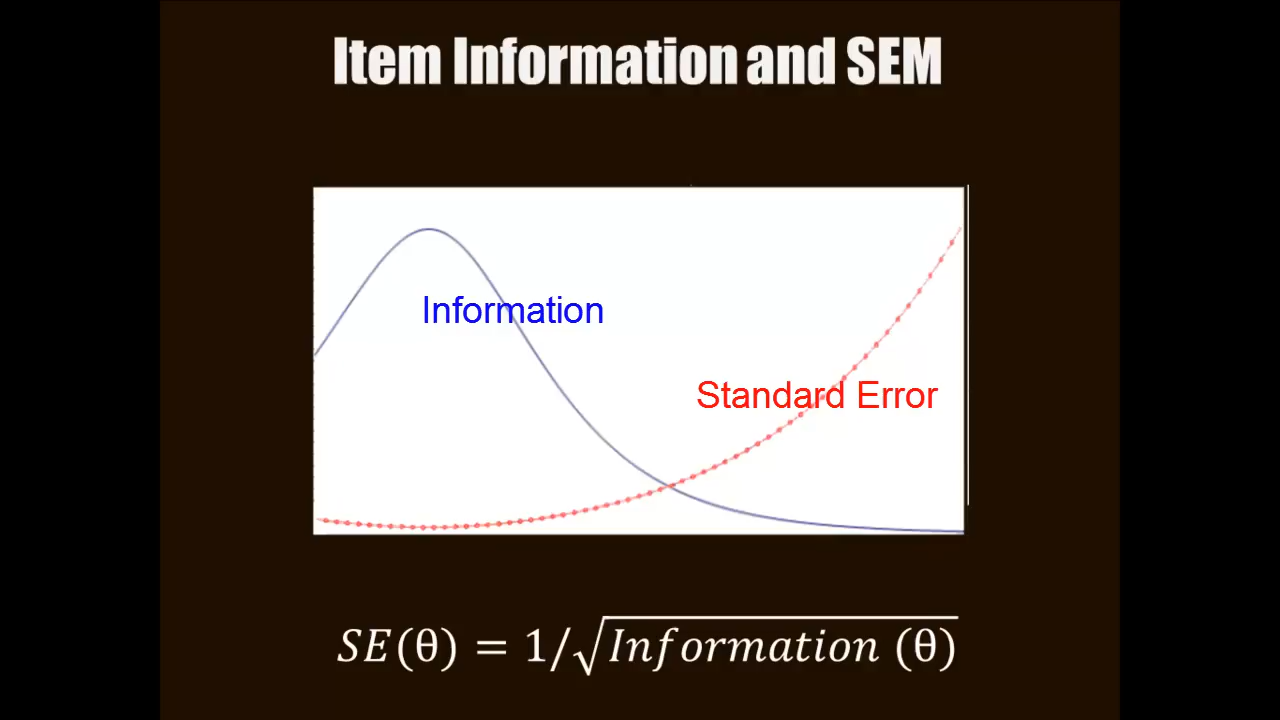 Item Information and SEM
Information
Standard Error
SE(θ) = 1/√Information (θ)